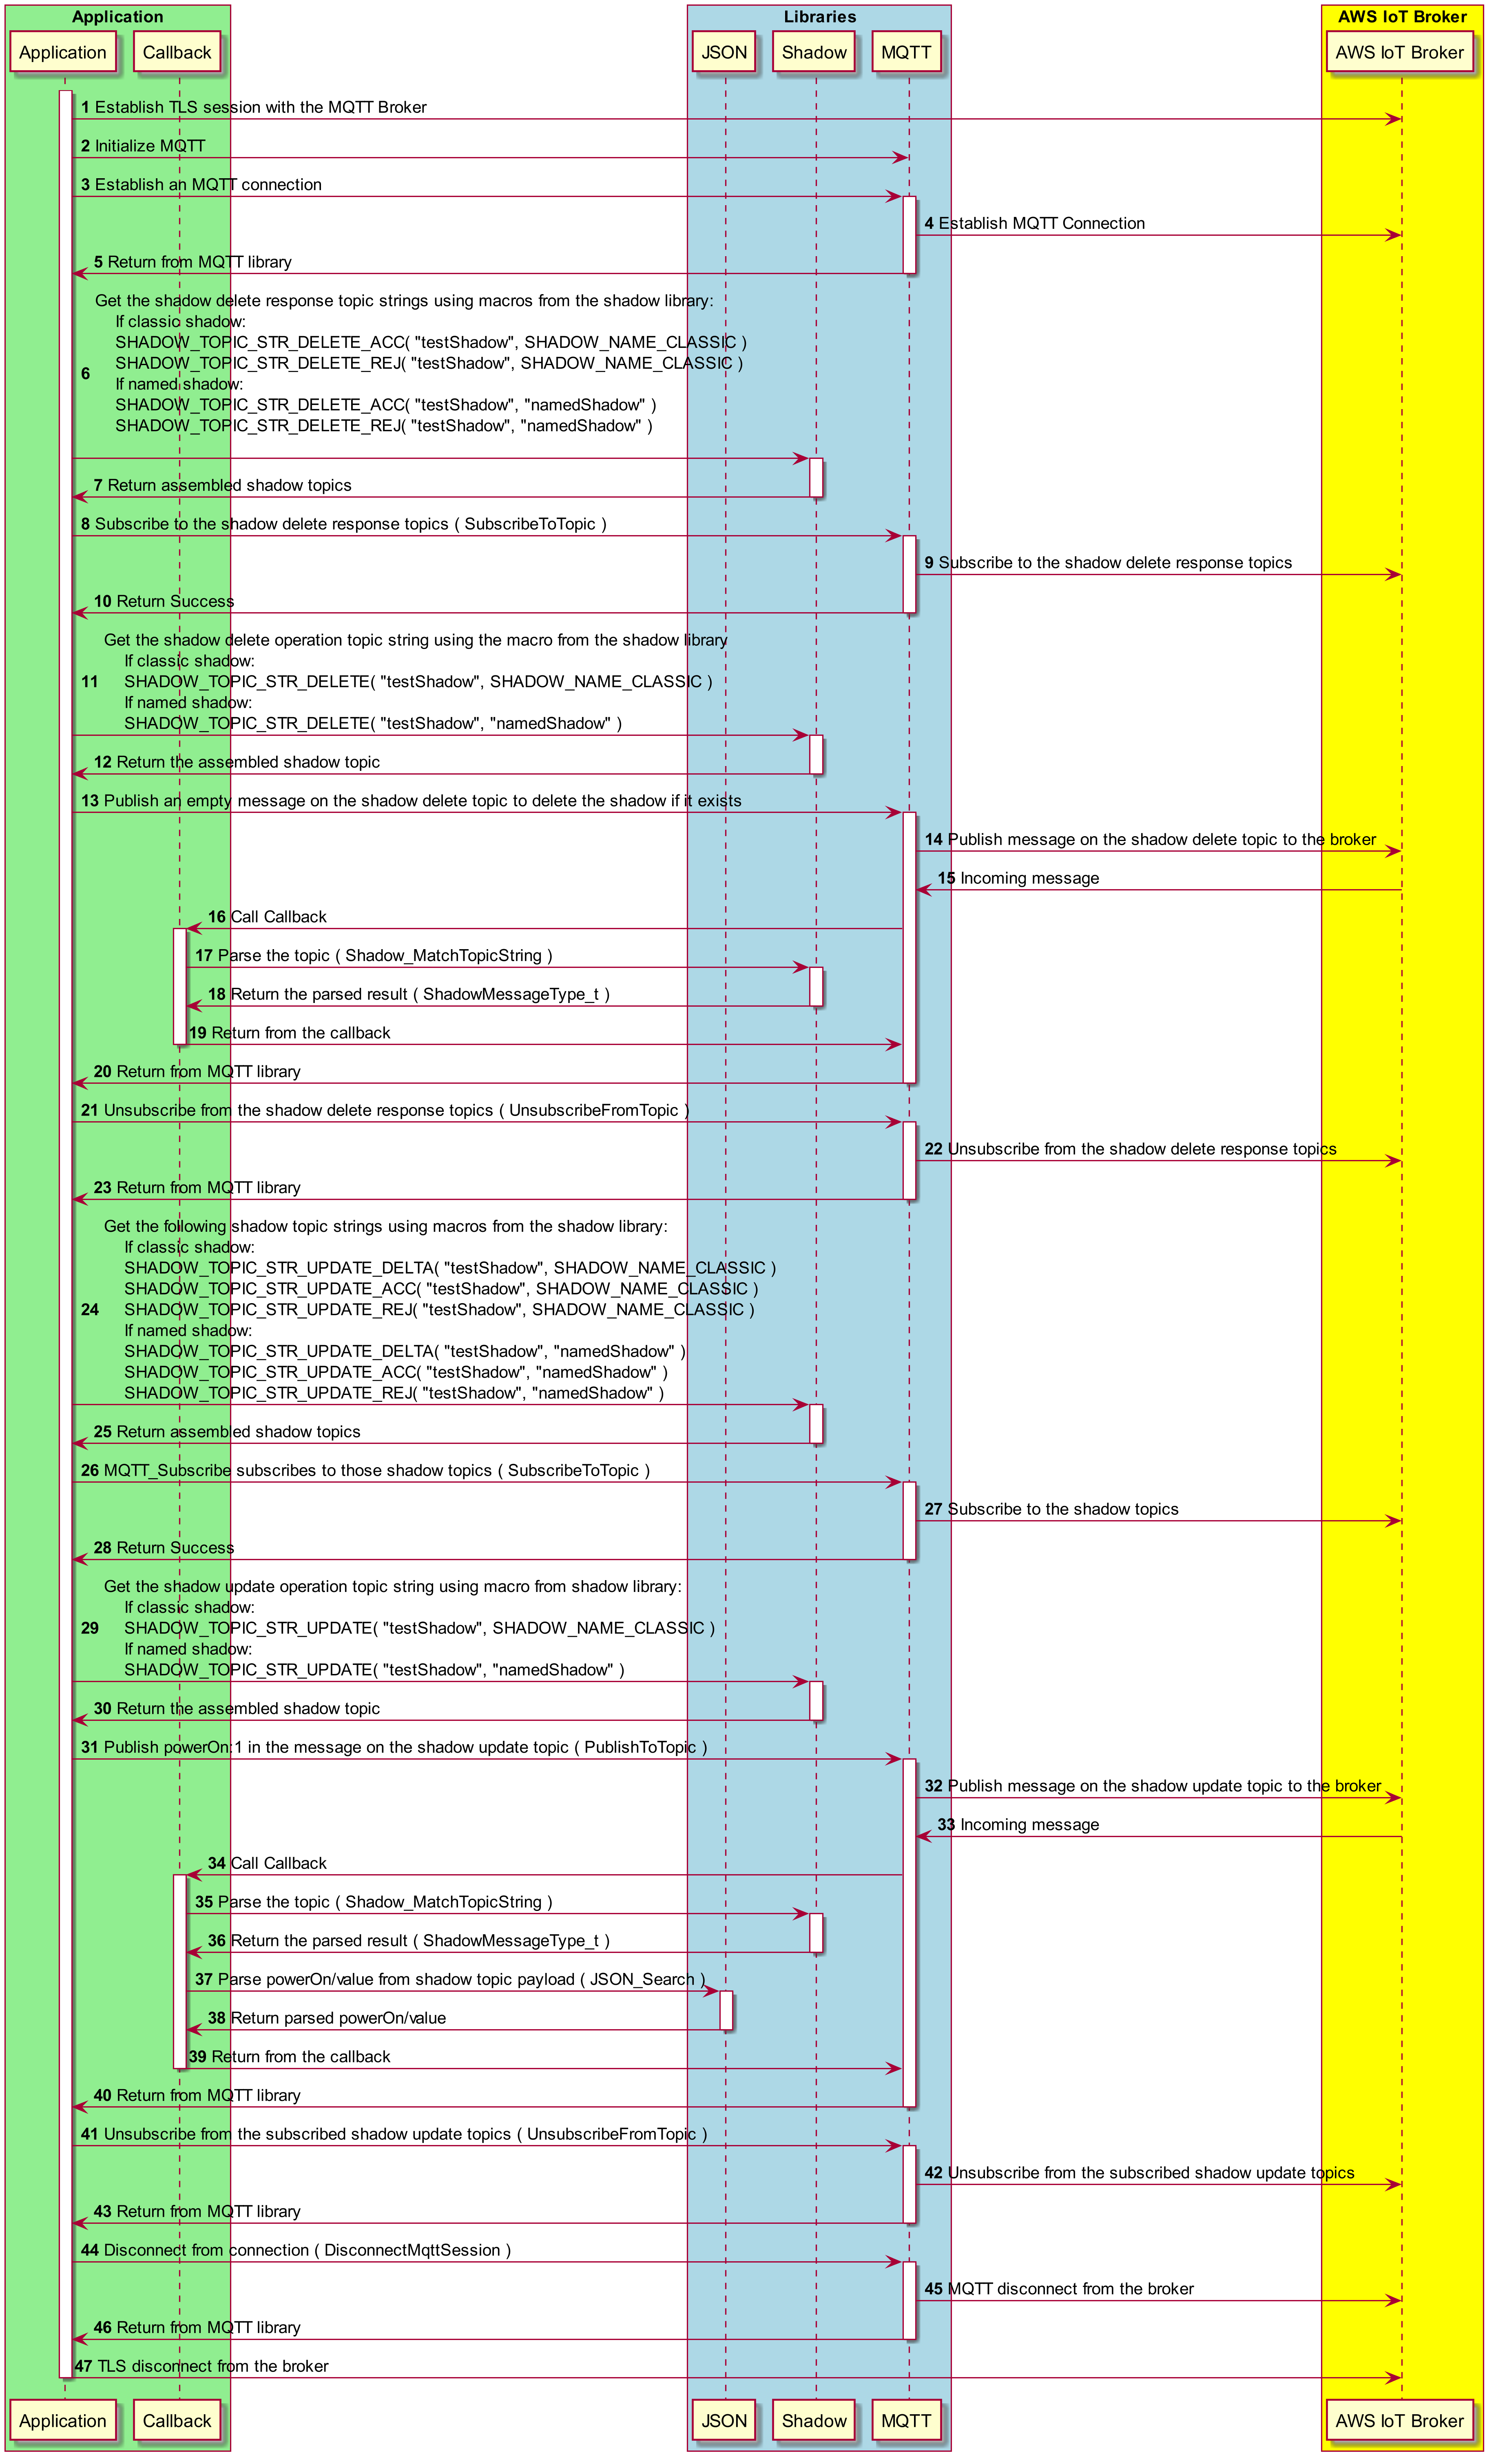 Application
Libraries
AWS IoT Broker
Application
Callback
JSON
Shadow
MQTT
AWS IoT Broker
1 Establish TLS session with the MQTT Broker
2 Initialize MQTT
3 Establish an MQTT connection
4 Establish MQTT Connection
5 Return from MQTT library
Get the shadow delete response topic strings using macros from the shadow library:
If classic shadow:
SHADOW_TOPIC_STR_DELETE_ACC( "testShadow", SHADOW_NAME_CLASSIC )
SHADOW_TOPIC_STR_DELETE_REJ( "testShadow", SHADOW_NAME_CLASSIC )
6
If named shadow:
SHADOW_TOPIC_STR_DELETE_ACC( "testShadow", "namedShadow" )
SHADOW_TOPIC_STR_DELETE_REJ( "testShadow", "namedShadow" )
7 Return assembled shadow topics
8 Subscribe to the shadow delete response topics ( SubscribeToTopic )
9 Subscribe to the shadow delete response topics
10 Return Success
Get the shadow delete operation topic string using the macro from the shadow library
If classic shadow:
11 SHADOW_TOPIC_STR_DELETE( "testShadow", SHADOW_NAME_CLASSIC )
If named shadow:
SHADOW_TOPIC_STR_DELETE( "testShadow", "namedShadow" )
12 Return the assembled shadow topic
13 Publish an empty message on the shadow delete topic to delete the shadow if it exists
14 Publish message on the shadow delete topic to the broker
15 Incoming message
16 Call Callback
17 Parse the topic ( Shadow_MatchTopicString )
18 Return the parsed result ( ShadowMessageType_t )
19 Return from the callback
20 Return from MQTT library
21 Unsubscribe from the shadow delete response topics ( UnsubscribeFromTopic )
22 Unsubscribe from the shadow delete response topics
23 Return from MQTT library
Get the following shadow topic strings using macros from the shadow library:
If classic shadow:
SHADOW_TOPIC_STR_UPDATE_DELTA( "testShadow", SHADOW_NAME_CLASSIC )
SHADOW_TOPIC_STR_UPDATE_ACC( "testShadow", SHADOW_NAME_CLASSIC )
24 SHADOW_TOPIC_STR_UPDATE_REJ( "testShadow", SHADOW_NAME_CLASSIC )
If named shadow:
SHADOW_TOPIC_STR_UPDATE_DELTA( "testShadow", "namedShadow" )
SHADOW_TOPIC_STR_UPDATE_ACC( "testShadow", "namedShadow" )
SHADOW_TOPIC_STR_UPDATE_REJ( "testShadow", "namedShadow" )
25 Return assembled shadow topics
26 MQTT_Subscribe subscribes to those shadow topics ( SubscribeToTopic )
27 Subscribe to the shadow topics
28 Return Success
Get the shadow update operation topic string using macro from shadow library:
If classic shadow:
29 SHADOW_TOPIC_STR_UPDATE( "testShadow", SHADOW_NAME_CLASSIC )
If named shadow:
SHADOW_TOPIC_STR_UPDATE( "testShadow", "namedShadow" )
30 Return the assembled shadow topic
31 Publish powerOn:1 in the message on the shadow update topic ( PublishToTopic )
32 Publish message on the shadow update topic to the broker
33 Incoming message
34 Call Callback
35 Parse the topic ( Shadow_MatchTopicString )
36 Return the parsed result ( ShadowMessageType_t )
37 Parse powerOn/value from shadow topic payload ( JSON_Search )
38 Return parsed powerOn/value
39 Return from the callback
40 Return from MQTT library
41 Unsubscribe from the subscribed shadow update topics ( UnsubscribeFromTopic )
42 Unsubscribe from the subscribed shadow update topics
43 Return from MQTT library
44 Disconnect from connection ( DisconnectMqttSession )
45 MQTT disconnect from the broker
46 Return from MQTT library
47 TLS disconnect from the broker
Application
Callback
JSON
Shadow
MQTT
AWS IoT Broker